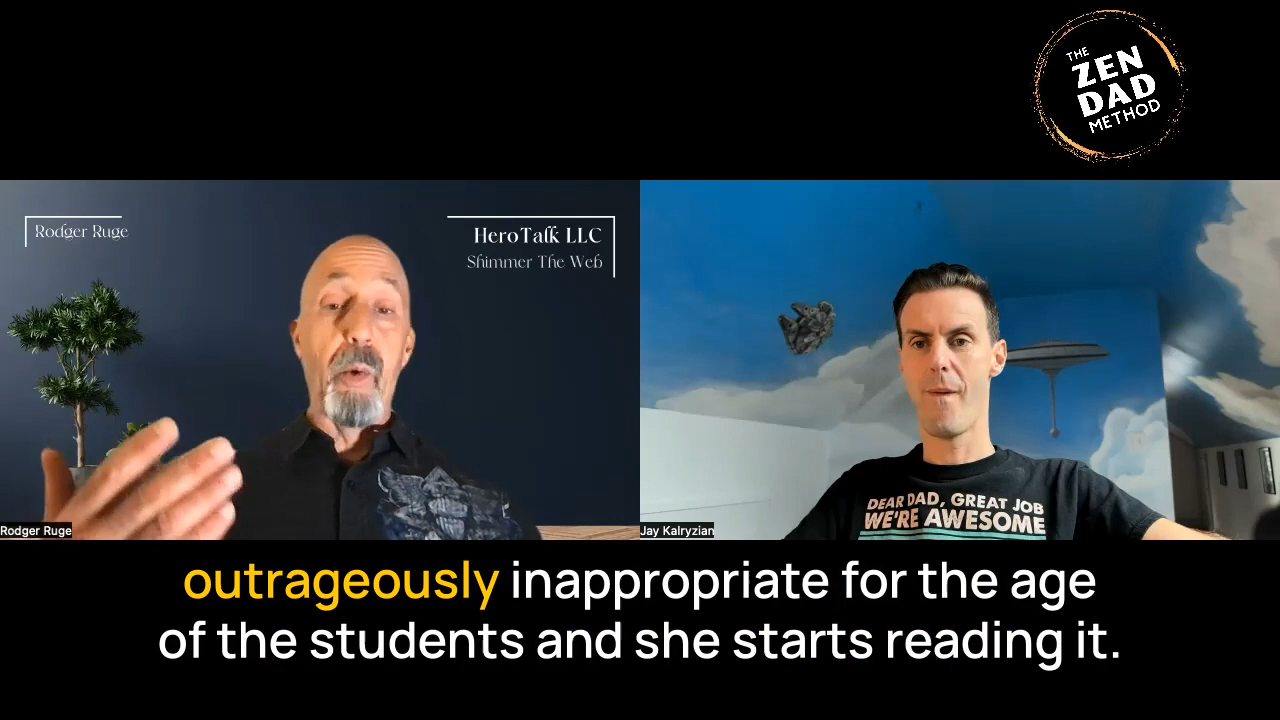 THE
ZEN
DAD
METHOD
Rodger Ruge
HeroTalk LLC
Shimmer The Web
DEAR DAD, GREAT JOB
WE'RE AWESOME
Rodger Ruge
Jay Kalryzian
outrageously inappropriate for the age
of the students and she starts reading it.